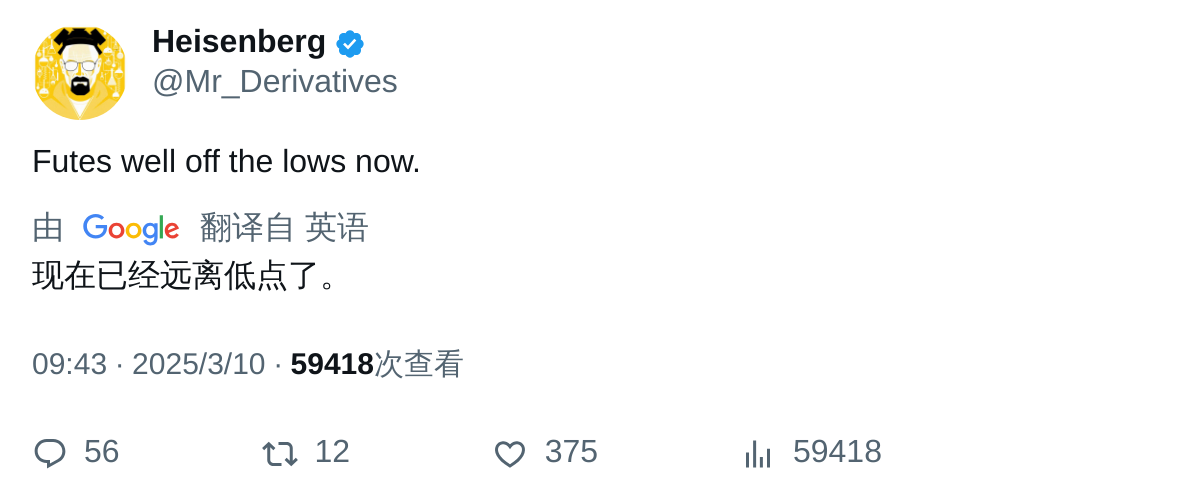 Heisenberg
@Mr_Derivatives
Futes well off the lows now.
由 Google 翻译自 英语
现在已经远离低点了。
09:43 · 2025/3/10 · 59418次查看
56 12 375 59418